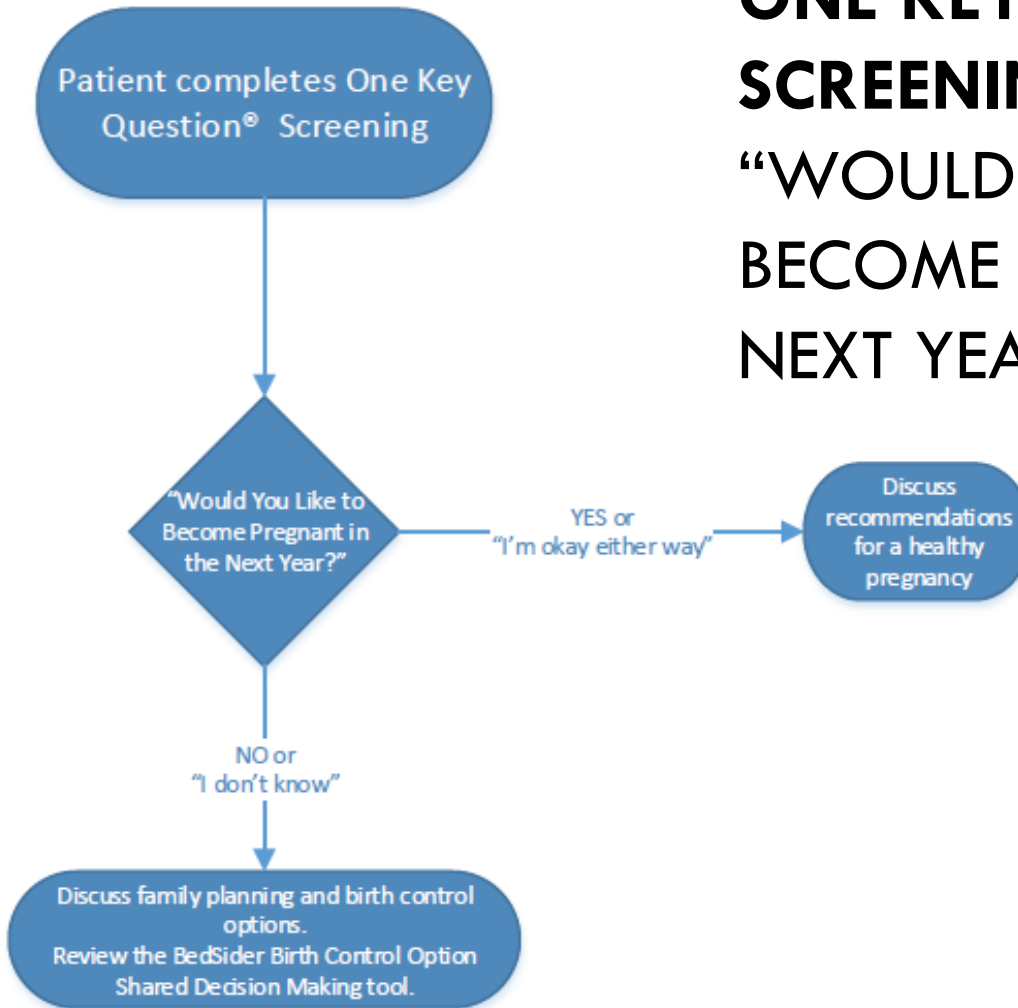 Patient completes One Key
Question® Screening
ONE KEY
SCREENIN
“WOULD
BECOME
NEXT YEA
“Would You Like to
Become Pregnant in
the Next Year?”
YES or
“I’m okay either way”
Discuss
recommendations
for a healthy
pregnancy
NO or
“I don’t know”
Discuss family planning and birth control
options.
Review the BedSider Birth Control Option
Shared Decision Making tool.